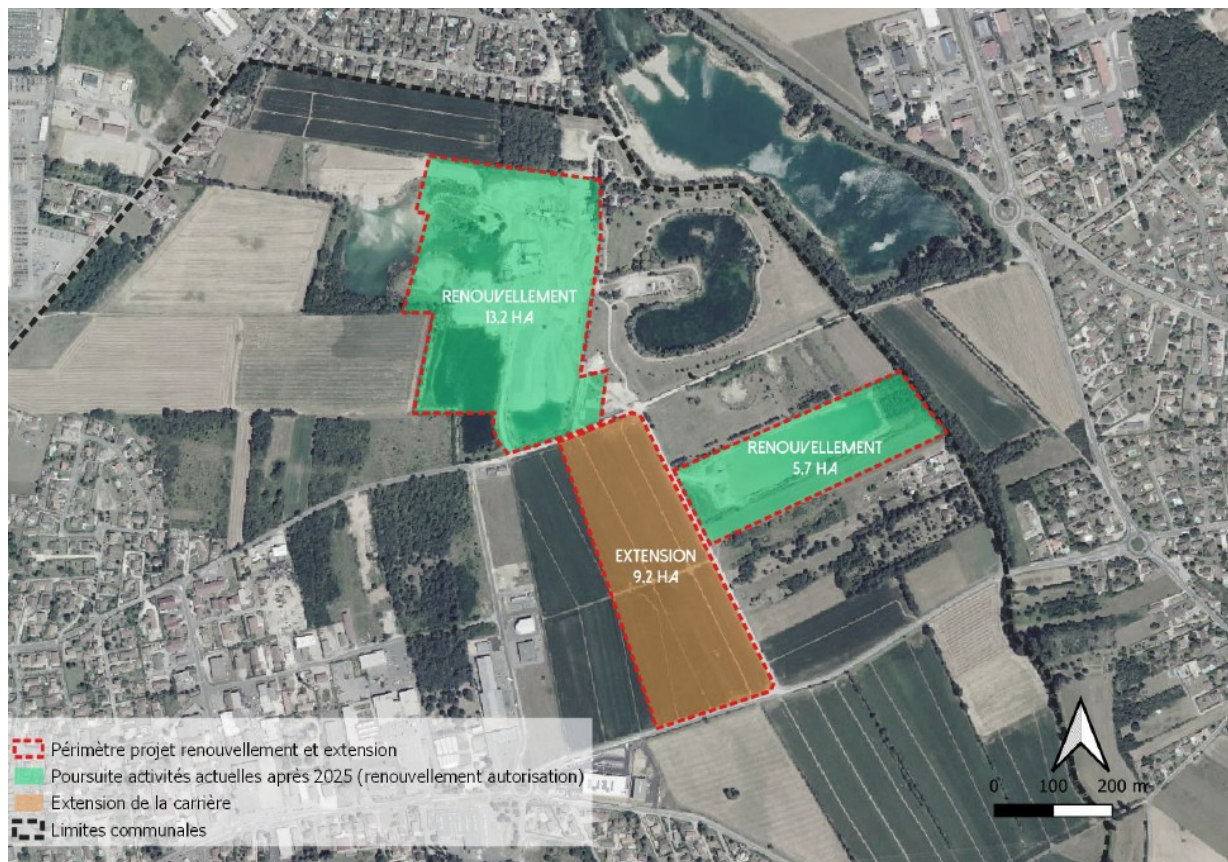 RENOUVELLEMENT
13.2 HA
RENOUVELLEMENT
5.7 HA
EXTENSION
9.2 HA
Périmètre projet renouvellement et extension
Poursuite activités actuelles après 2025 (renouvellement autorisation)
Extension de la carrière
Limites communales
0 100 200 m